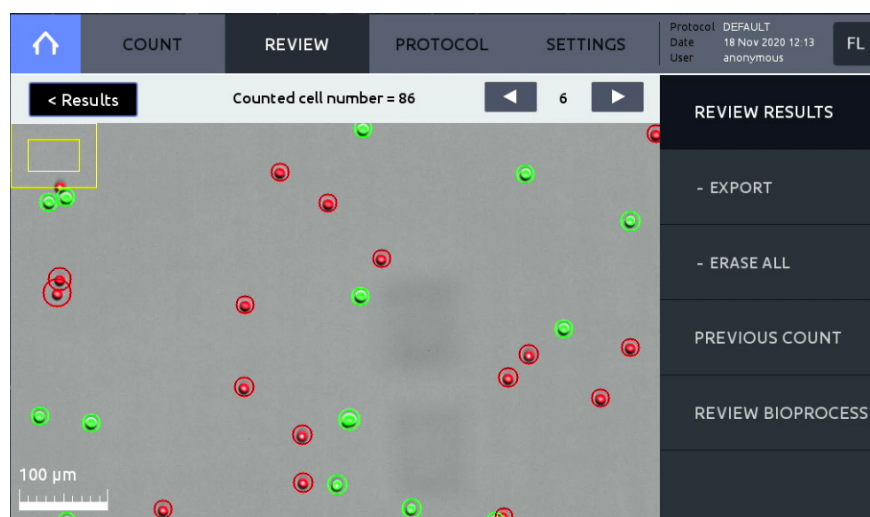 COUNT
REVIEW
PROTOCOL
SETTINGS
Protocol DEFAULT
Date 18 Nov 2020 12:13
User anonymous
FL
< Results
Counted cell number = 86
6
REVIEW RESULTS
- EXPORT
- ERASE ALL
PREVIOUS COUNT
REVIEW BIOPROCESS
100 µm